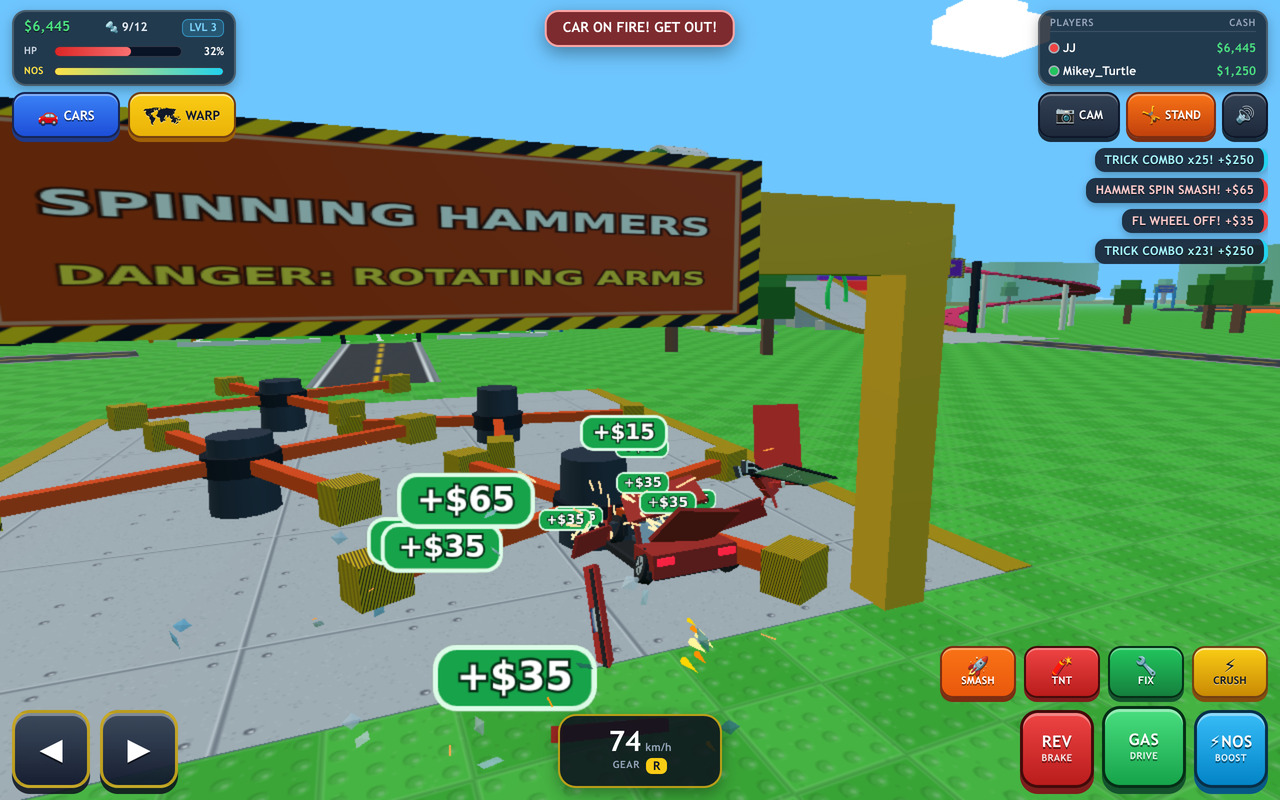 $6,445
9/12
LVL 3
HP
32%
NOS
CARS
WARP
CAR ON FIRE! GET OUT!
PLAYERS
CASH
JJ
$6,445
Mikey_Turtle
$1,250
CAM
STAND
TRICK COMBO x25! +$250
HAMMER SPIN SMASH! +$65
FL WHEEL OFF! +$35
TRICK COMBO x23! +$250
SPINNING HAMMERS
DANGER: ROTATING ARMS
+$15
+$35
+$65
+$35
+$35
+$35
+$35
SMASH
TNT
FIX
CRUSH
◀
▶
74 km/h
GEAR R
REV
BRAKE
GAS
DRIVE
⚡NOS
BOOST